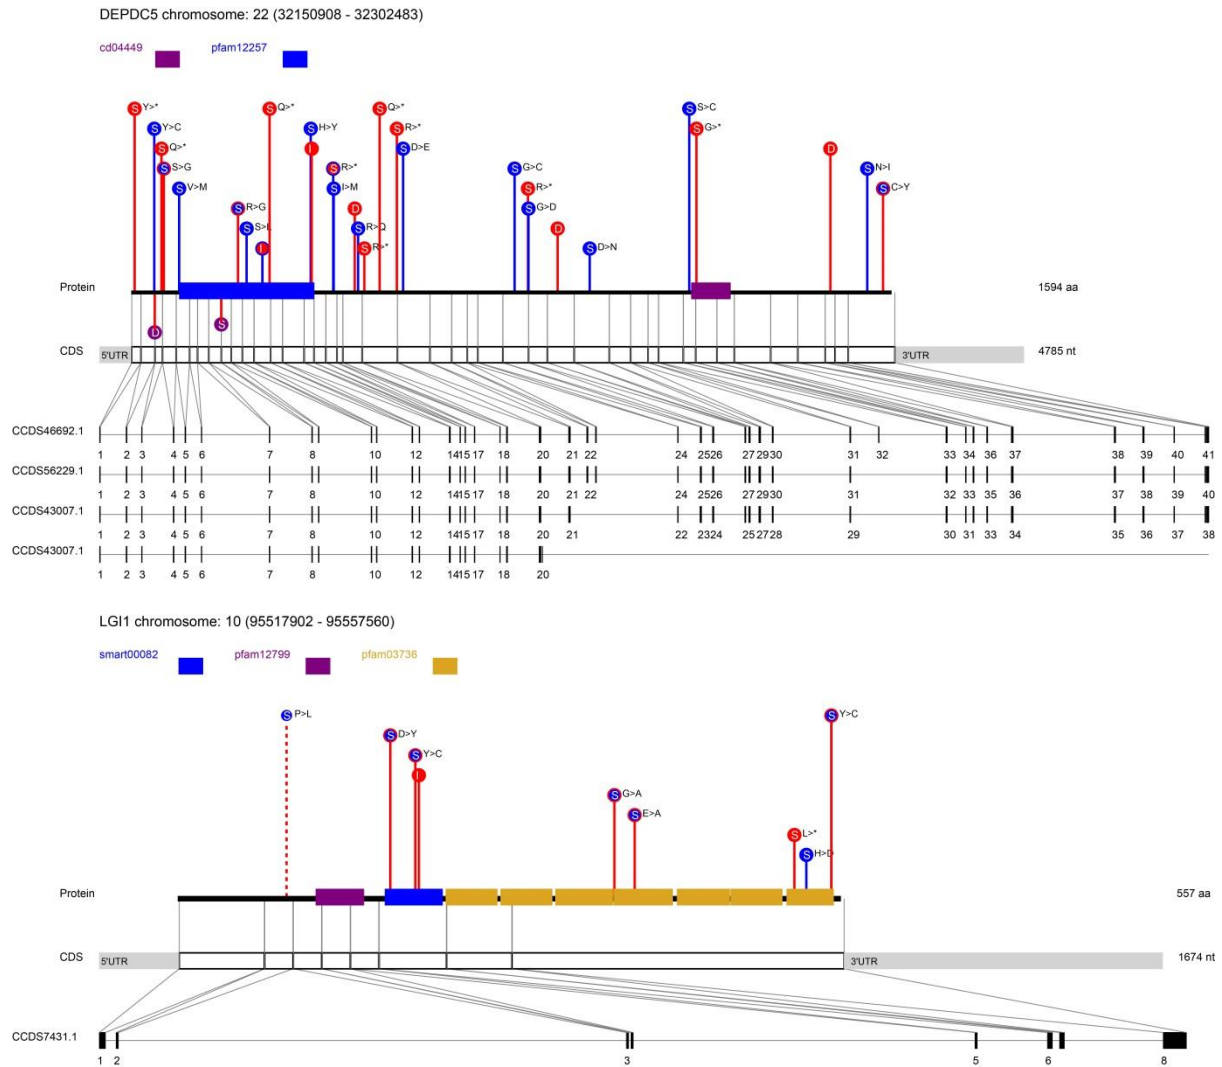 DEPDC5 chromosome: 22 (32150908 - 32302483)
cd04449 pfam12257
S Y>* S Q>* S Q>* S S>C
S Y>C S H>Y S R>* S G>*
S Q>* S D>E D
S S>G S R>* S G>C S N>I
S V>M S I>M S R>* S C>Y
S R>G D S G>D
S S>L S R>Q D
S R>* S D>N
Protein 1594 aa
D S
CDS 5'UTR 3'UTR 4785 nt
CCDS46692.1
1 2 3 4 5 6 7 8 10 12 14 15 17 18 20 21 22 24 25 26 27 29 30 31 32 33 34 36 37 38 39 40 41
CCDS56229.1
1 2 3 4 5 6 7 8 10 12 14 15 17 18 20 21 22 24 25 26 27 29 30 31 32 33 35 36 37 38 39 40
CCDS43007.1
1 2 3 4 5 6 7 8 10 12 14 15 17 18 20 21 22 23 24 25 27 28 29 30 31 33 34 35 36 37 38
CCDS43007.1
1 2 3 4 5 6 7 8 10 12 14 15 17 18 20
LGI1 chromosome: 10 (95517902 - 95557560)
smart00082 pfam12799 pfam03736
S P>L S Y>C
S D>Y
S Y>C
S G>A
S E>A
S L>*
S H>D
Protein 557 aa
CDS 5'UTR 3'UTR 1674 nt
CCDS7431.1
1 2 3 5 6 8